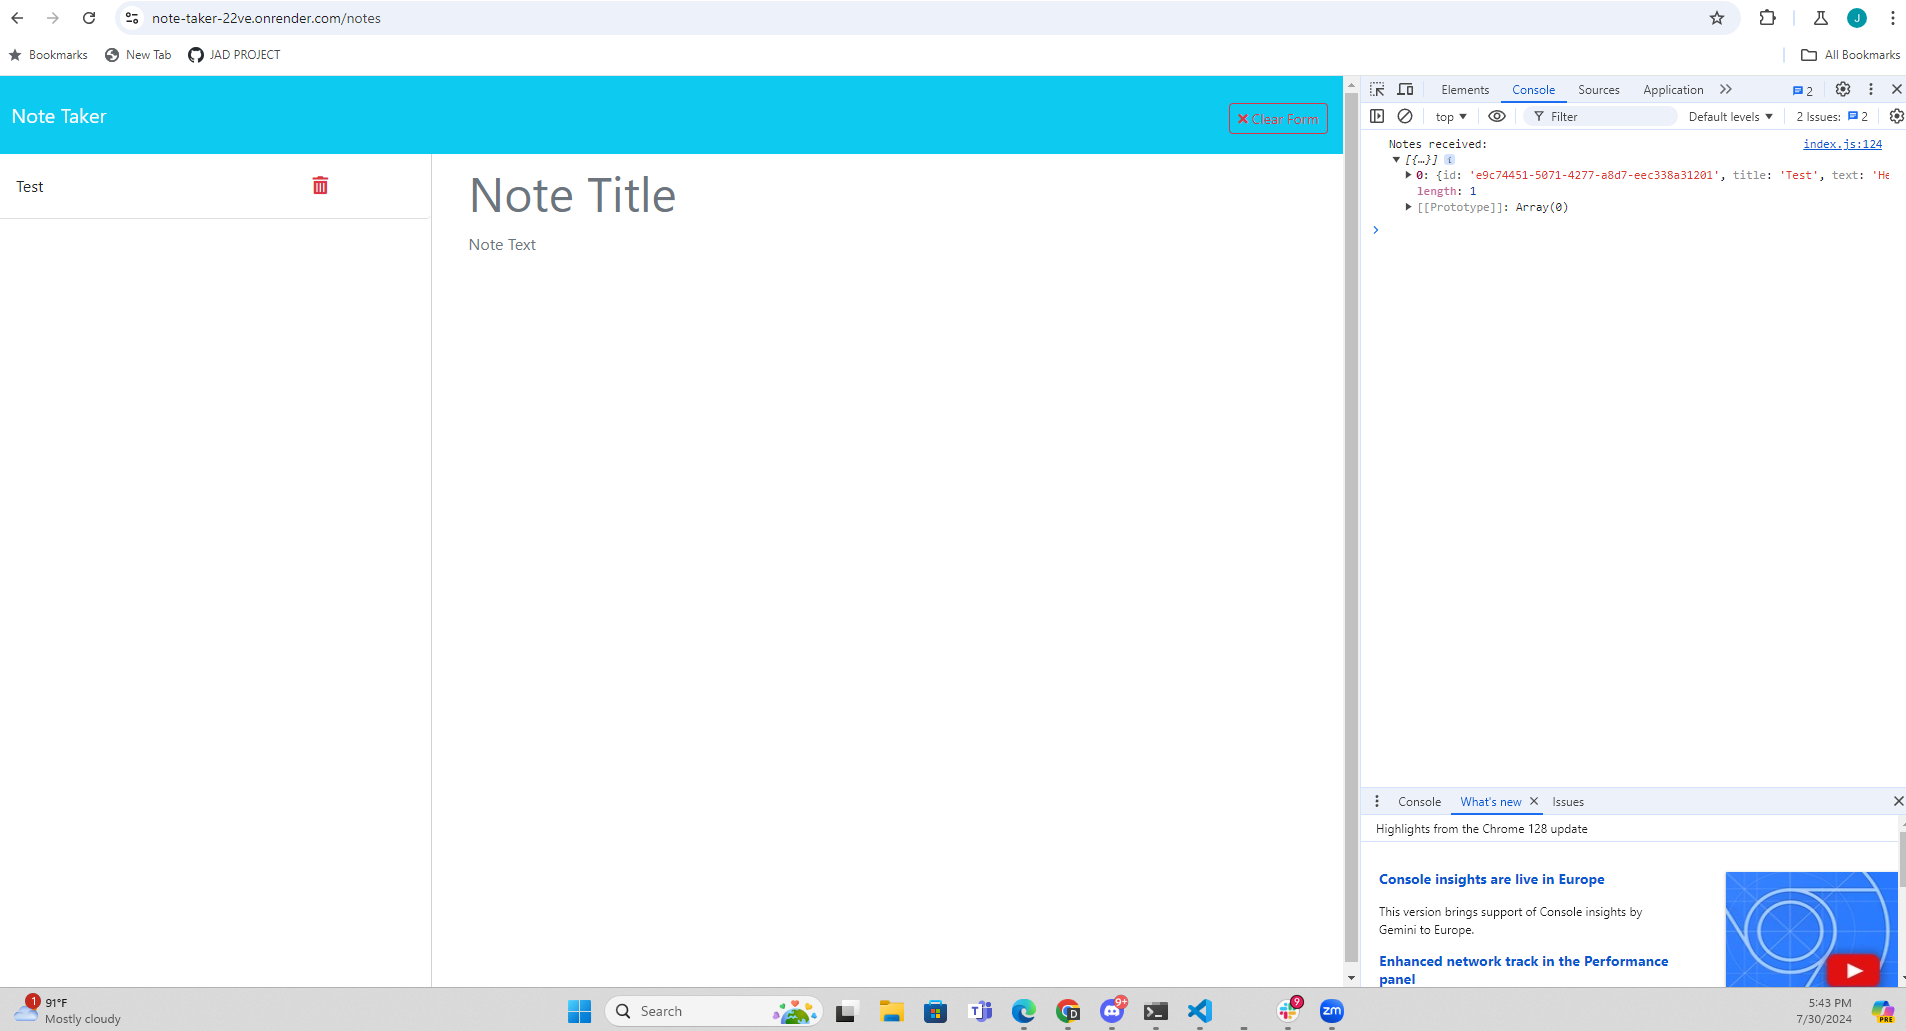 note-taker-22ve.onrender.com/notes
J
Bookmarks New Tab JAD PROJECT All Bookmarks
Note Taker
Clear Form
Test
Note Title
Note Text
Elements Console Sources Application 2
top Filter Default levels 2 Issues: 2
Notes received: index.js:124
[{…}] i
0: {id: 'e9c74451-5071-4277-a8d7-eec338a31201', title: 'Test', text: 'He
length: 1
[[Prototype]]: Array(0)
Console What's new Issues
Highlights from the Chrome 128 update
Console insights are live in Europe
This version brings support of Console insights by
Gemini to Europe.
Enhanced network track in the Performance
panel
1
91°F
Mostly cloudy
Search
T
D
9+
9
zm
5:43 PM
7/30/2024
PRE